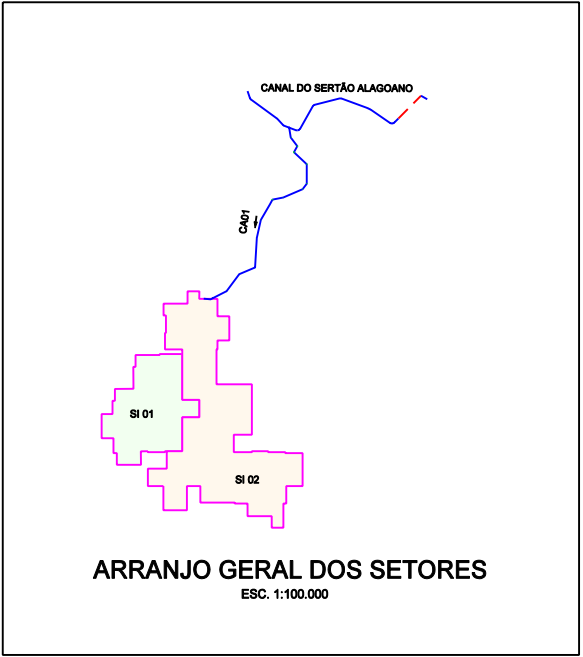 CANAL DO SERTÃO ALAGOANO
CA01
SI 01
SI 02
ARRANJO GERAL DOS SETORES
ESC. 1:100.000